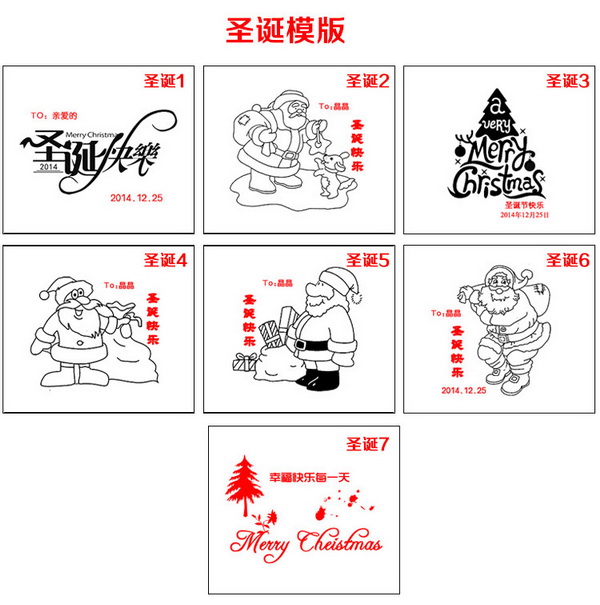 圣诞模版
圣诞1
TO：亲爱的
Merry Christmas
圣诞快樂
2014
2014.12.25
圣诞2
To:晶晶
圣诞快乐
圣诞3
a
Very
Merry
Christmas
圣诞节快乐
2014年12月25日
圣诞4
To:晶晶
圣诞快乐
圣诞5
To:晶晶
圣诞快乐
圣诞6
To:晶晶
圣诞快乐
2014.12.25
圣诞7
幸福快乐每一天
Merry Cheistmas